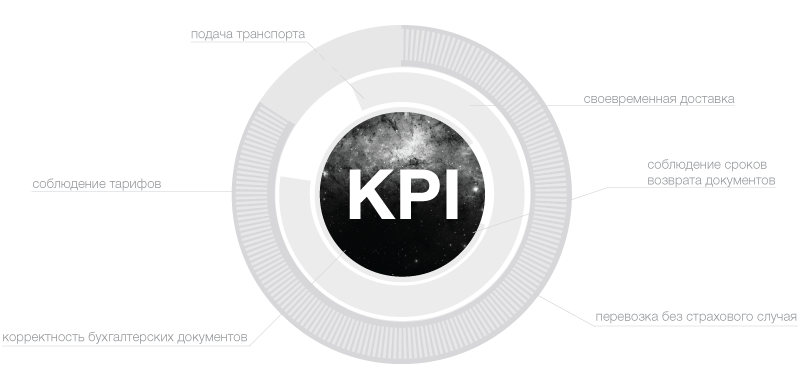 подача транспорта
своевременная доставка
соблюдение сроков
возврата документов
KPI
соблюдение тарифов
перевозка без страхового случая
корректность бухгалтерских документов